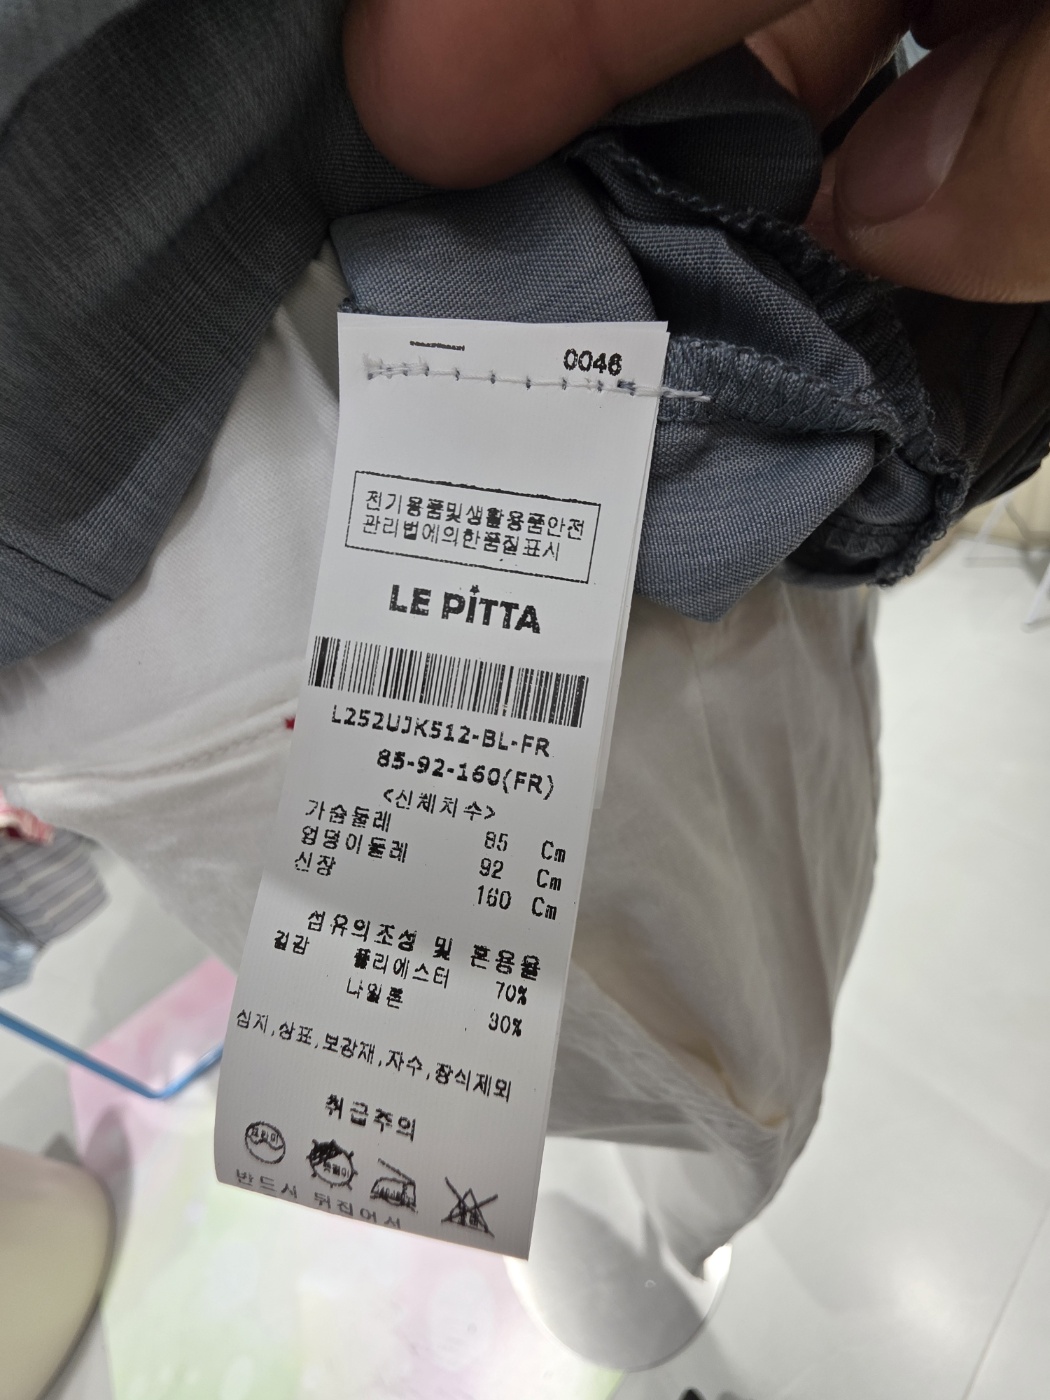 0046
전기용품및생활용품안전
관리법에의한품질표시
LE PiTTA
L252UJK512-BL-FR
85-92-160(FR)
<신체치수>
가슴둘레 85 Cm
엉덩이둘레 92 Cm
신장 160 Cm
섬유의조성 및 혼용율
겉감 폴리에스터 70%
나일론 30%
심지,상표,보강재,자수,장식제외
취급주의
드라이
반드시 뒤집어서